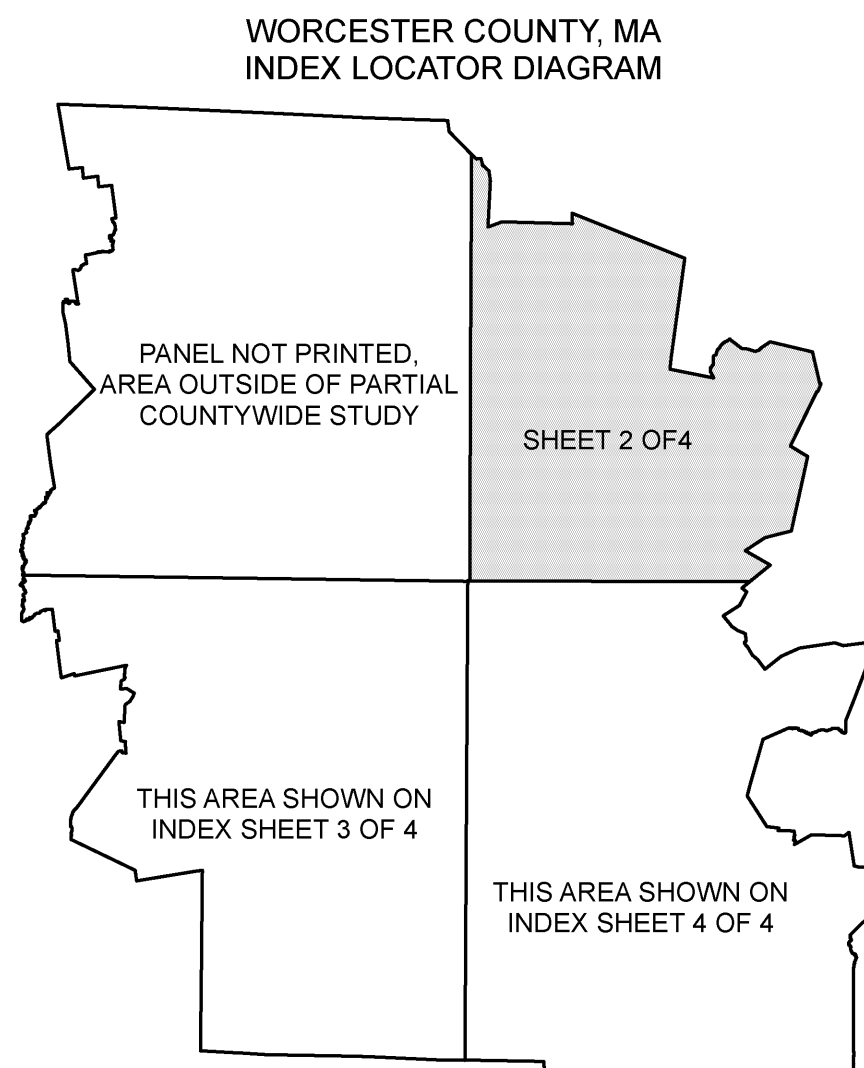 WORCESTER COUNTY, MA
INDEX LOCATOR DIAGRAM
PANEL NOT PRINTED,
AREA OUTSIDE OF PARTIAL
COUNTYWIDE STUDY
SHEET 2 OF4
THIS AREA SHOWN ON
INDEX SHEET 3 OF 4
THIS AREA SHOWN ON
INDEX SHEET 4 OF 4